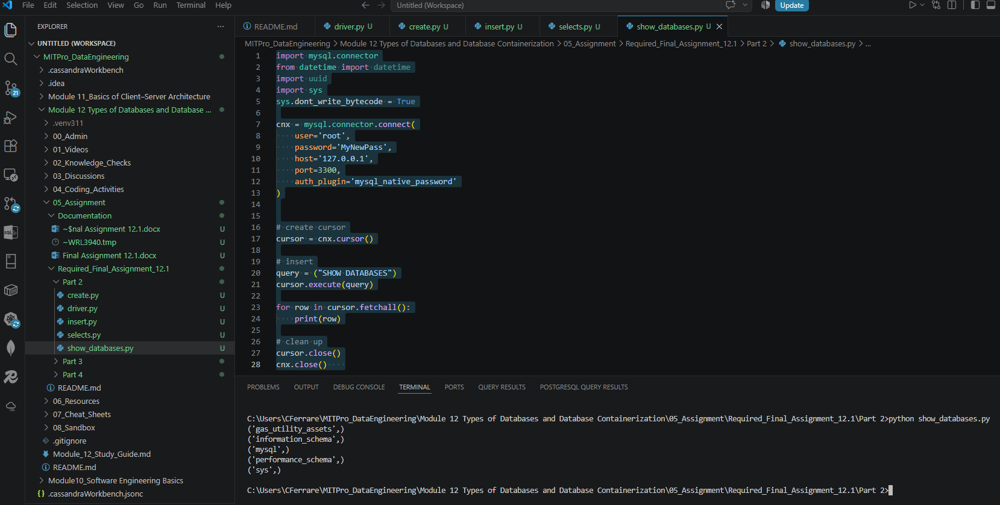 File Edit Selection View Go Run Terminal Help
Untitled (Workspace)
Update
EXPLORER
UNTITLED (WORKSPACE)
MITPro_DataEngineering
.cassandraWorkbench
.idea
Module 11_Basics of Client–Server Architecture
Module 12 Types of Databases and Database ...
.venv311
00_Admin
01_Videos
02_Knowledge_Checks
03_Discussions
04_Coding_Activities
05_Assignment
Documentation
~$nal Assignment 12.1.docx U
~WRL3940.tmp U
Final Assignment 12.1.docx U
Required_Final_Assignment_12.1
Part 2
create.py U
driver.py U
insert.py U
selects.py U
show_databases.py U
Part 3
Part 4
README.md
06_Resources
07_Cheat_Sheets
08_Sandbox
.gitignore
Module_12_Study_Guide.md
README.md
Module10_Software Engineering Basics
.cassandraWorkbench.jsonc
21
SQL
README.md driver.py U create.py U insert.py U selects.py U show_databases.py U
MITPro_DataEngineering > Module 12 Types of Databases and Database Containerization > 05_Assignment > Required_Final_Assignment_12.1 > Part 2 > show_databases.py > ...
1 import mysql.connector
2 from datetime import datetime
3 import uuid
4 import sys
5 sys.dont_write_bytecode = True
6
7 cnx = mysql.connector.connect(
8     user='root',
9     password='MyNewPass',
10     host='127.0.0.1',
11     port=3300,
12     auth_plugin='mysql_native_password'
13 )
14
15
16 # create cursor
17 cursor = cnx.cursor()
18
19 # insert
20 query = ("SHOW DATABASES")
21 cursor.execute(query)
22
23 for row in cursor.fetchall():
24     print(row)
25
26 # clean up
27 cursor.close()
28 cnx.close()
PROBLEMS OUTPUT DEBUG CONSOLE TERMINAL PORTS QUERY RESULTS POSTGRESQL QUERY RESULTS
C:\Users\CFerrare\MITPro_DataEngineering\Module 12 Types of Databases and Database Containerization\05_Assignment\Required_Final_Assignment_12.1\Part 2>python show_databases.py
('gas_utility_assets',)
('information_schema',)
('mysql',)
('performance_schema',)
('sys',)
C:\Users\CFerrare\MITPro_DataEngineering\Module 12 Types of Databases and Database Containerization\05_Assignment\Required_Final_Assignment_12.1\Part 2>